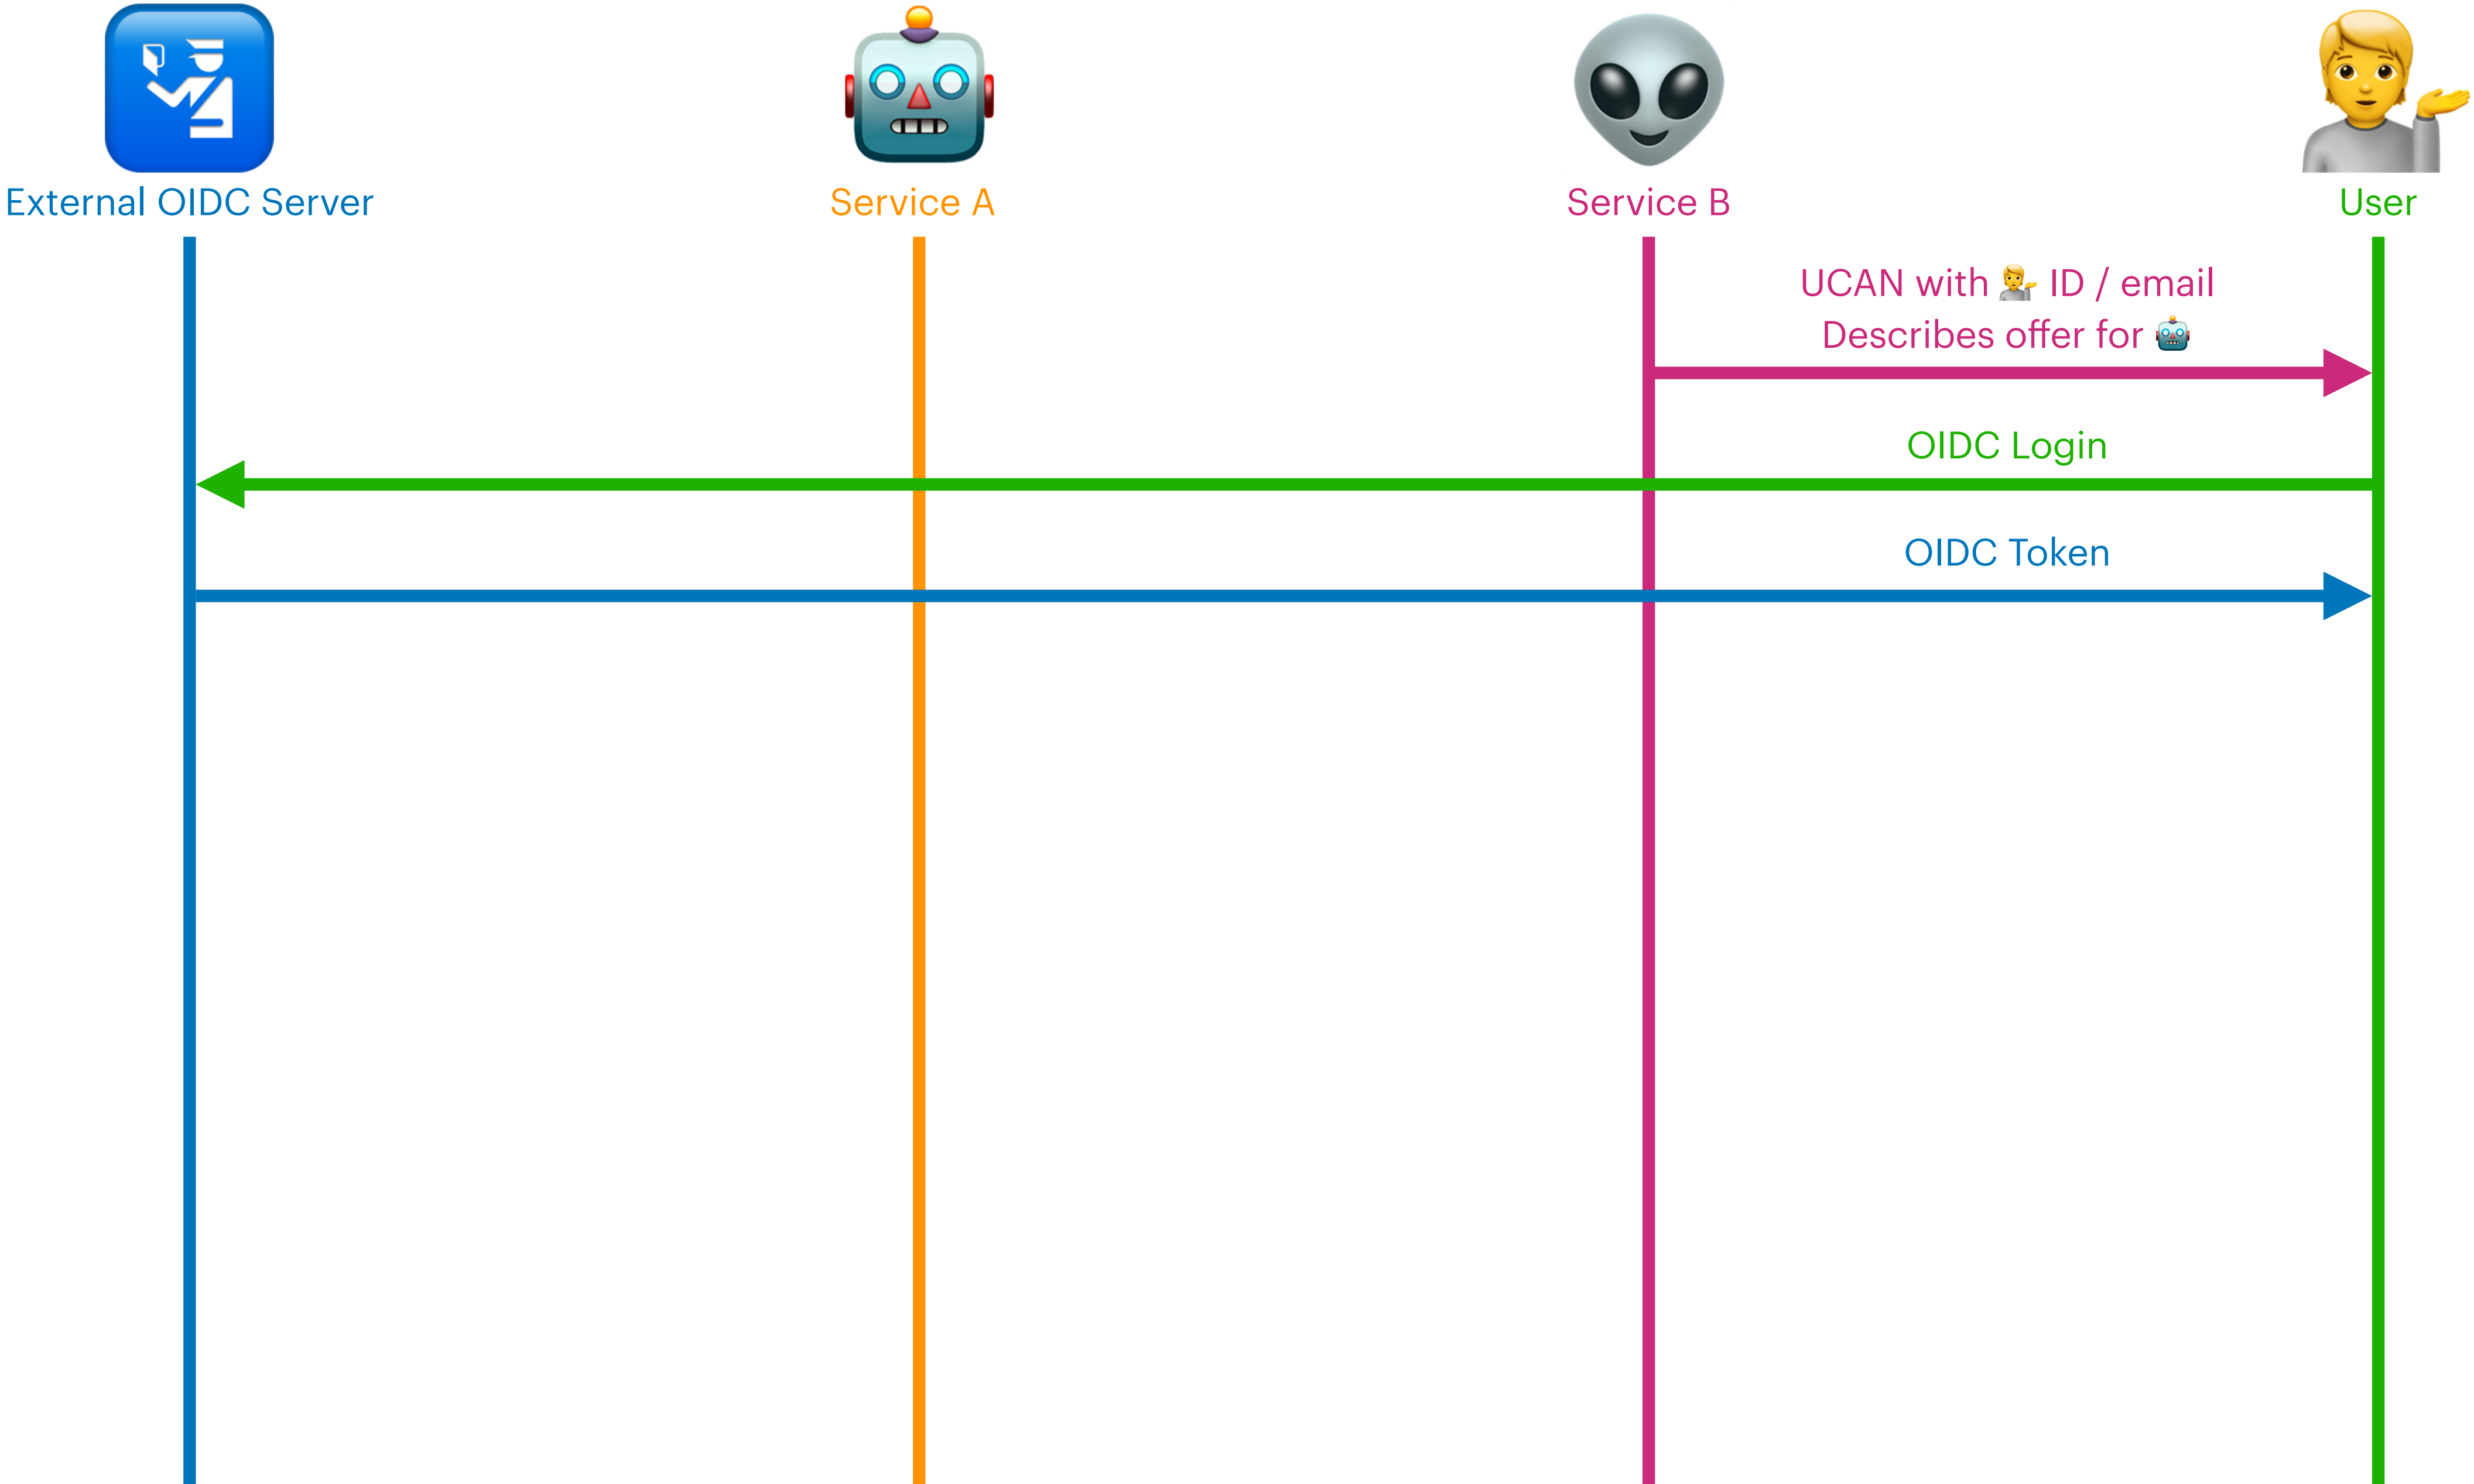 External OIDC Server
Service A
Service B
User
UCAN with 💁 ID / email
Describes offer for 🤖
OIDC Login
OIDC Token